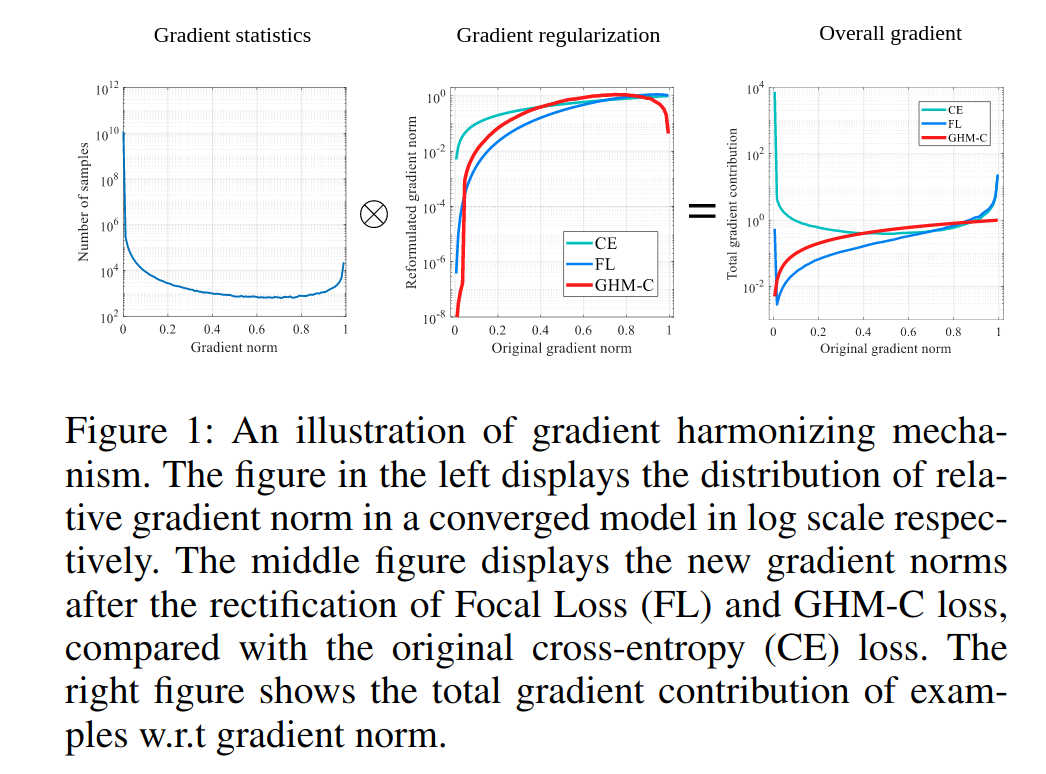 Gradient statistics
Gradient regularization
Overall gradient
10^12
10^10
10^8
10^6
10^4
10^2
Number of samples
0 0.2 0.4 0.6 0.8 1
Gradient norm
⊗
10^0
10^-2
10^-4
10^-6
10^-8
Reformulated gradient norm
CE
FL
GHM-C
0 0.2 0.4 0.6 0.8 1
Original gradient norm
=
10^4
10^2
10^0
10^-2
Total gradient contribution
CE
FL
GHM-C
0 0.2 0.4 0.6 0.8 1
Original gradient norm
Figure 1: An illustration of gradient harmonizing mecha-
nism. The figure in the left displays the distribution of rela-
tive gradient norm in a converged model in log scale respec-
tively. The middle figure displays the new gradient norms
after the rectification of Focal Loss (FL) and GHM-C loss,
compared with the original cross-entropy (CE) loss. The
right figure shows the total gradient contribution of exam-
ples w.r.t gradient norm.